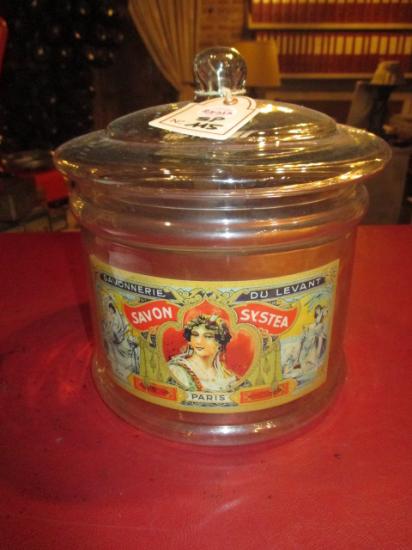 SAVONNERIE DU LEVANT
SAVON SYSTEA
PARIS